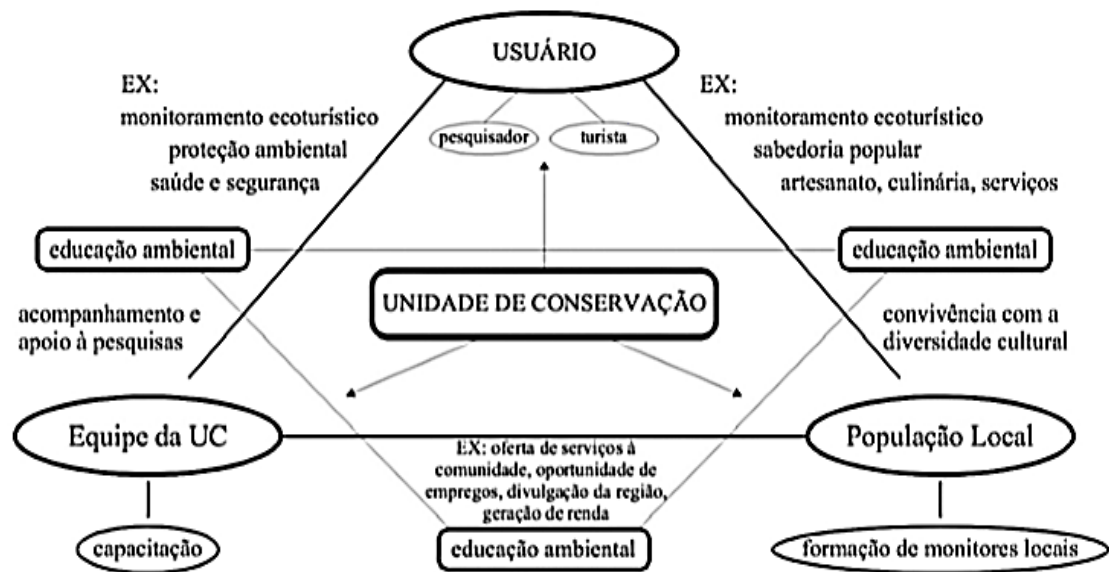 USUÁRIO
EX:
monitoramento ecoturístico
proteção ambiental
saúde e segurança
pesquisador
turista
EX:
monitoramento ecoturístico
sabedoria popular
artesanato, culinária, serviços
educação ambiental
educação ambiental
UNIDADE DE CONSERVAÇÃO
acompanhamento e
apoio à pesquisas
convivência com a
diversidade cultural
Equipe da UC
População Local
EX: oferta de serviços à
comunidade, oportunidade de
empregos, divulgação da região,
geração de renda
capacitação
educação ambiental
formação de monitores locais